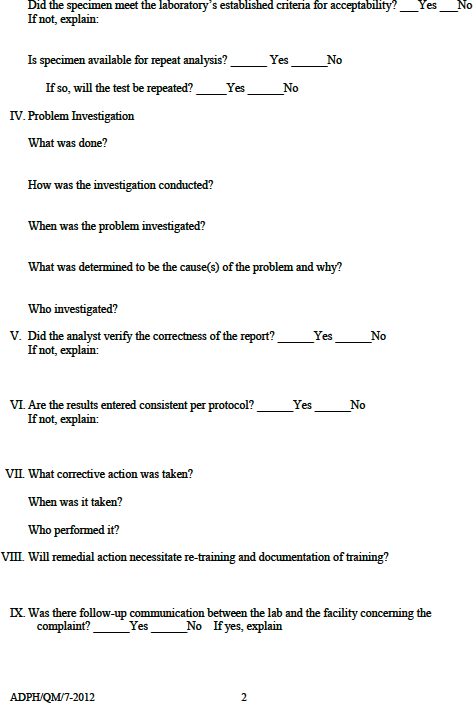 Did the specimen meet the laboratory's established criteria for acceptability? ___Yes ___No
If not, explain:
Is specimen available for repeat analysis? ______ Yes ______No
If so, will the test be repeated? _____Yes ______No
IV. Problem Investigation
What was done?
How was the investigation conducted?
When was the problem investigated?
What was determined to be the cause(s) of the problem and why?
Who investigated?
V. Did the analyst verify the correctness of the report? ______Yes ______No
If not, explain:
VI. Are the results entered consistent per protocol? ______Yes ______No
If not, explain:
VII. What corrective action was taken?
When was it taken?
Who performed it?
VIII. Will remedial action necessitate re-training and documentation of training?
IX. Was there follow-up communication between the lab and the facility concerning the
complaint? ______Yes ______No If yes, explain
ADPH/QM/7-2012 2